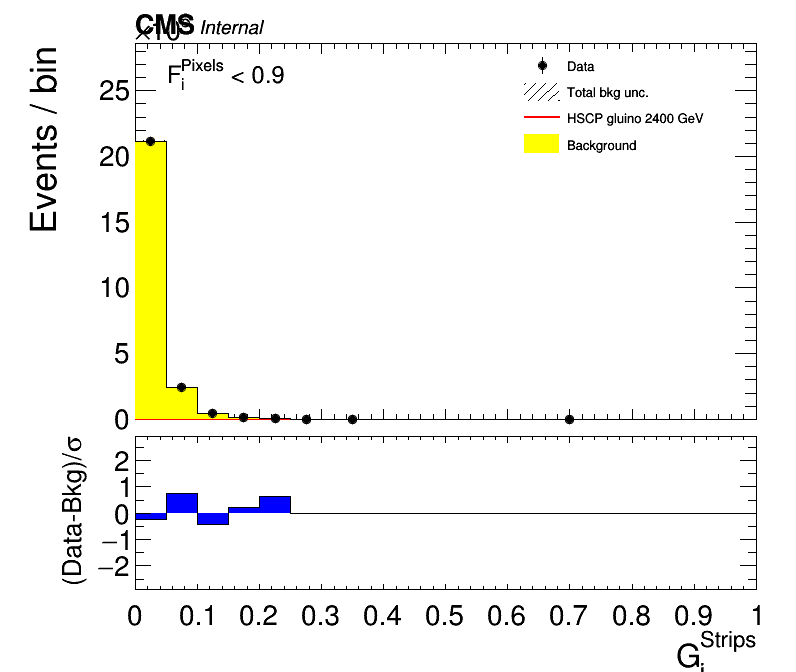 CMS Internal
Events / bin
F_i^Pixels < 0.9
Data
Total bkg unc.
HSCP gluino 2400 GeV
Background
25
20
15
10
5
0
(Data-Bkg)/σ
2
1
0
−1
−2
0 0.1 0.2 0.3 0.4 0.5 0.6 0.7 0.8 0.9 1
G_i^Strips